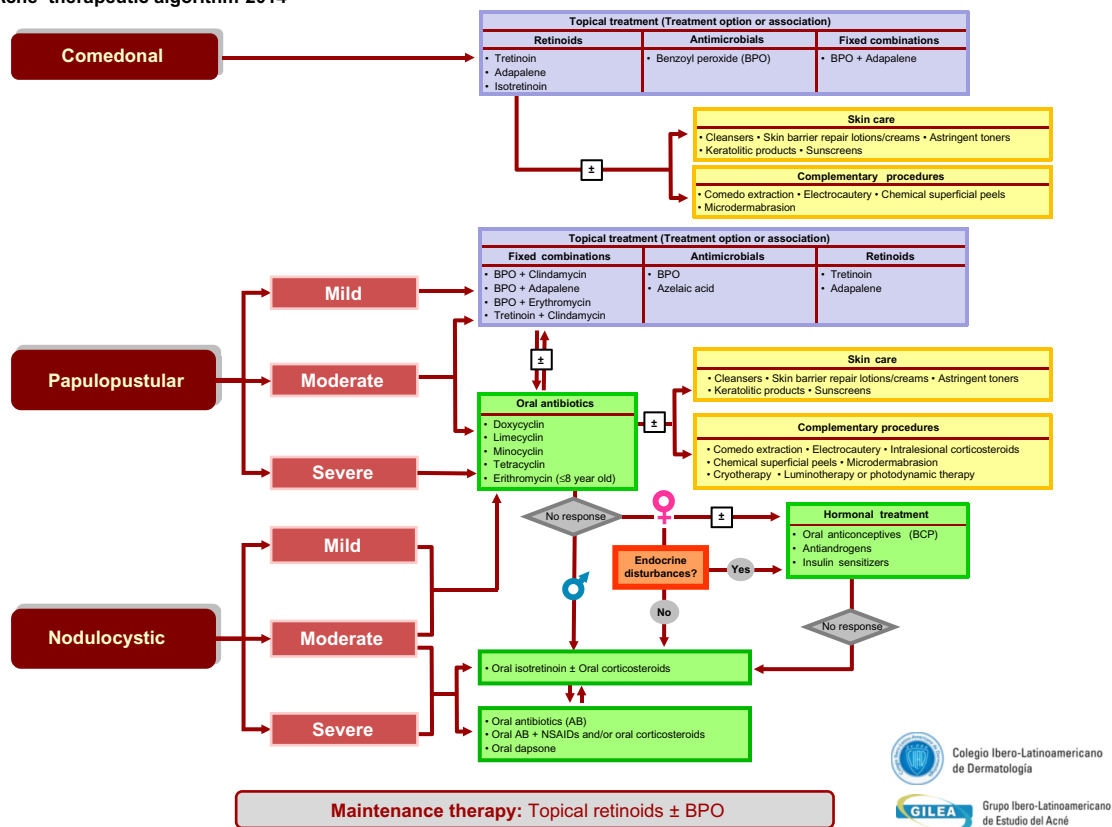 Acné therapeutic algorithm 2014
Comedonal
Topical treatment (Treatment option or association)
Retinoids
Antimicrobials
Fixed combinations
• Tretinoin
• Adapalene
• Isotretinoin
• Benzoyl peroxide (BPO)
• BPO + Adapalene
±
Skin care
• Cleansers • Skin barrier repair lotions/creams • Astringent toners
• Keratolitic products • Sunscreens
Complementary procedures
• Comedo extraction • Electrocautery • Chemical superficial peels
• Microdermabrasion
Papulopustular
Mild
Moderate
Severe
Topical treatment (Treatment option or association)
Fixed combinations
Antimicrobials
Retinoids
• BPO + Clindamycin
• BPO + Adapalene
• BPO + Erythromycin
• Tretinoin + Clindamycin
• BPO
• Azelaic acid
• Tretinoin
• Adapalene
±
Oral antibiotics
• Doxycyclin
• Limecyclin
• Minocyclin
• Tetracyclin
• Erithromycin (≤8 year old)
±
Skin care
• Cleansers • Skin barrier repair lotions/creams • Astringent toners
• Keratolitic products • Sunscreens
Complementary procedures
• Comedo extraction • Electrocautery • Intralesional corticosteroids
• Chemical superficial peels • Microdermabrasion
• Cryotherapy • Luminotherapy or photodynamic therapy
No response
♀
±
Hormonal treatment
• Oral anticonceptives (BCP)
• Antiandrogens
• Insulin sensitizers
Endocrine
disturbances?
Yes
No
♂
No response
Nodulocystic
Mild
Moderate
Severe
• Oral isotretinoin ± Oral corticosteroids
• Oral antibiotics (AB)
• Oral AB + NSAIDs and/or oral corticosteroids
• Oral dapsone
Maintenance therapy: Topical retinoids ± BPO
Colegio Ibero-Latinoamericano
de Dermatología
GILEA
Grupo Ibero-Latinoamericano
de Estudio del Acné